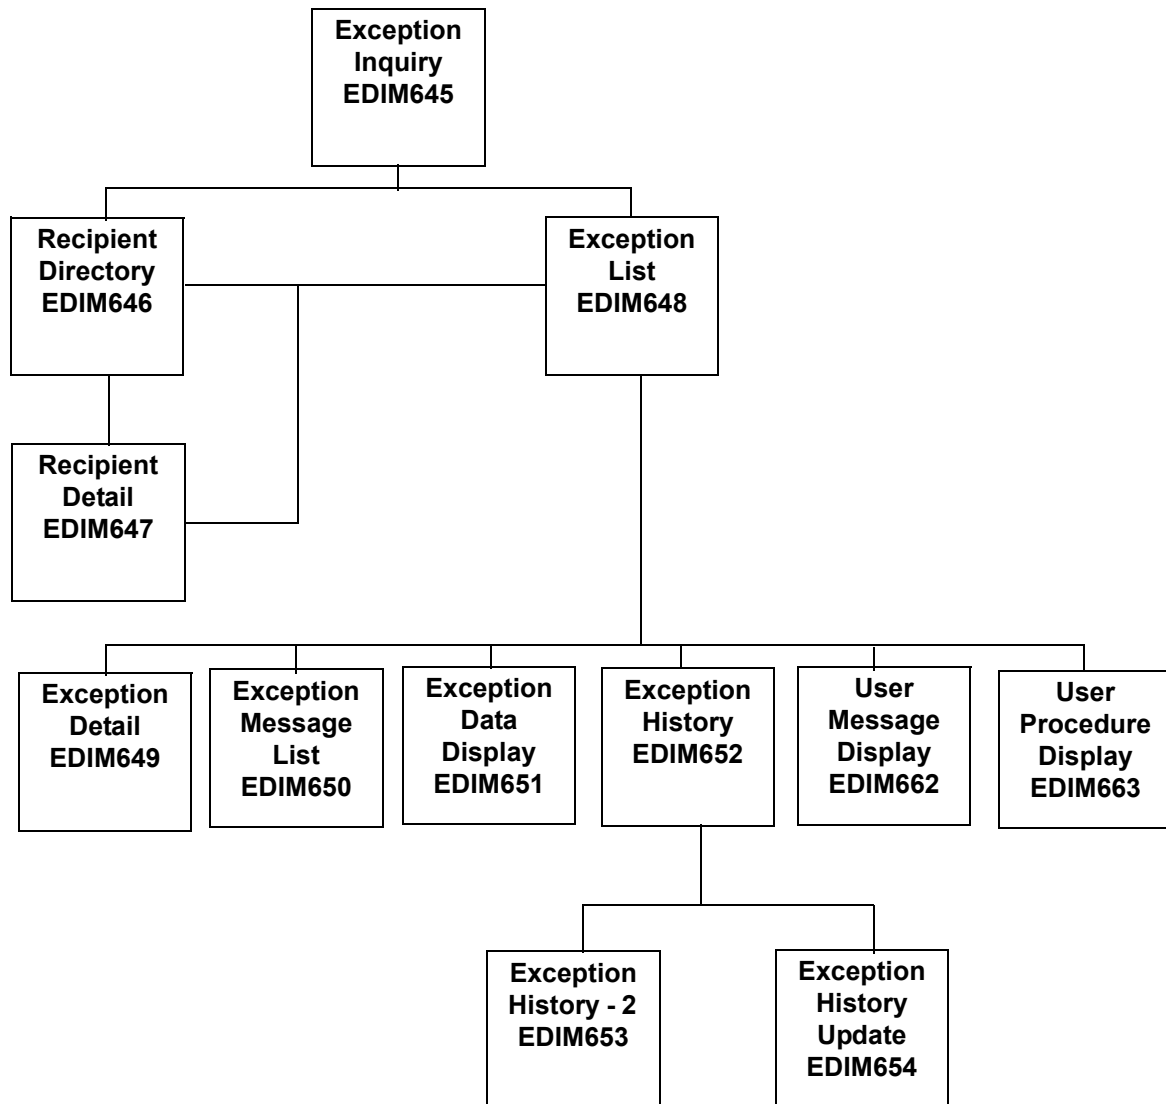 Exception
Inquiry
EDIM645
Recipient
Directory
EDIM646
Exception
List
EDIM648
Recipient
Detail
EDIM647
Exception
Detail
EDIM649
Exception
Message
List
EDIM650
Exception
Data
Display
EDIM651
Exception
History
EDIM652
User
Message
Display
EDIM662
User
Procedure
Display
EDIM663
Exception
History - 2
EDIM653
Exception
History
Update
EDIM654